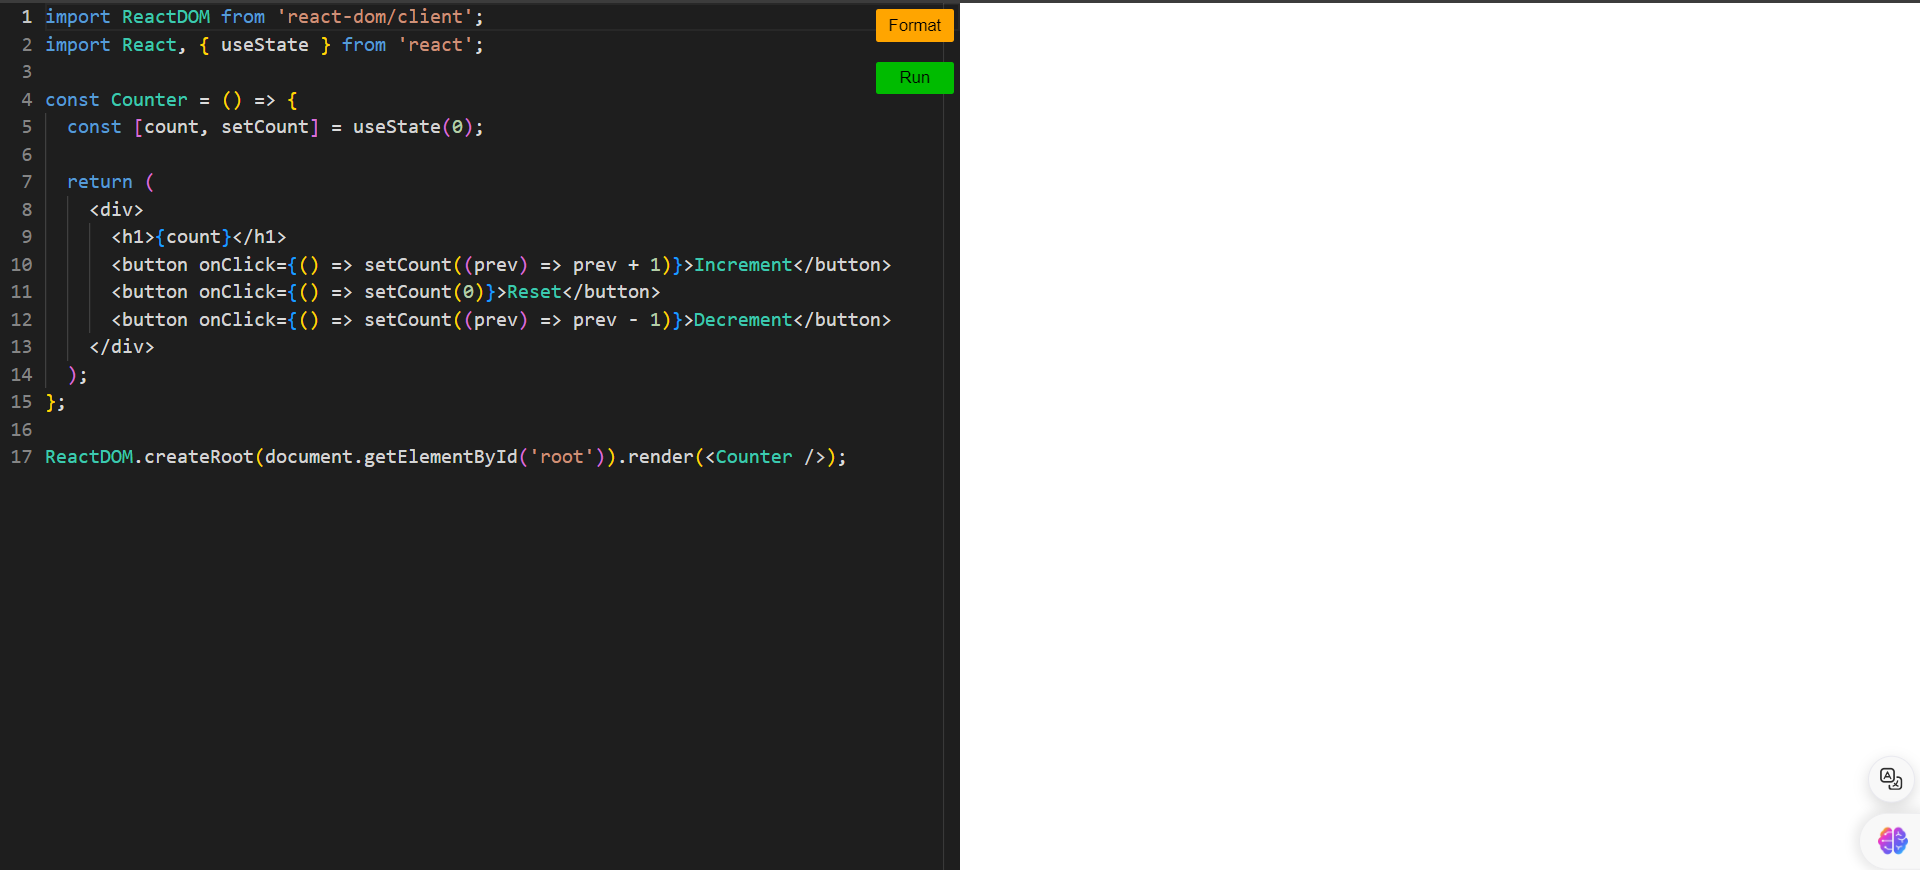 1 import ReactDOM from 'react-dom/client';
Format
2 import React, { useState } from 'react';
3
Run
4 const Counter = () => {
5   const [count, setCount] = useState(0);
6
7   return (
8     <div>
9       <h1>{count}</h1>
10       <button onClick={() => setCount((prev) => prev + 1)}>Increment</button>
11       <button onClick={() => setCount(0)}>Reset</button>
12       <button onClick={() => setCount((prev) => prev - 1)}>Decrement</button>
13     </div>
14   );
15 };
16
17 ReactDOM.createRoot(document.getElementById('root')).render(<Counter />);